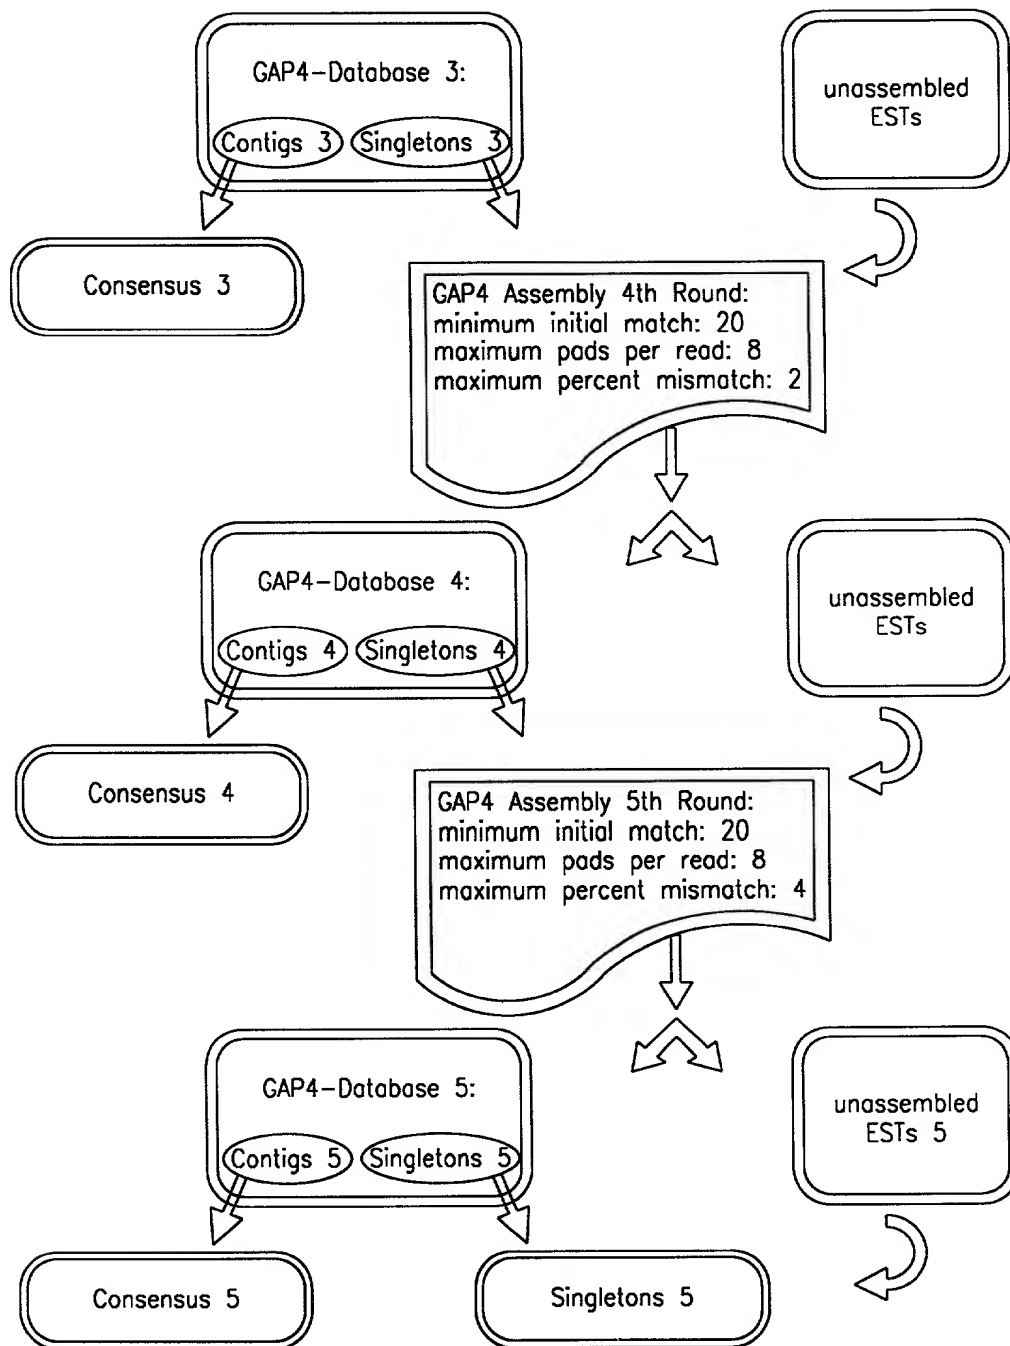 GAP4-Database 3:
Contigs 3
Singletons 3
unassembled
ESTs
Consensus 3
GAP4 Assembly 4th Round:
minimum initial match: 20
maximum pads per read: 8
maximum percent mismatch: 2
GAP4-Database 4:
Contigs 4
Singletons 4
unassembled
ESTs
Consensus 4
GAP4 Assembly 5th Round:
minimum initial match: 20
maximum pads per read: 8
maximum percent mismatch: 4
GAP4-Database 5:
Contigs 5
Singletons 5
unassembled
ESTs 5
Consensus 5
Singletons 5